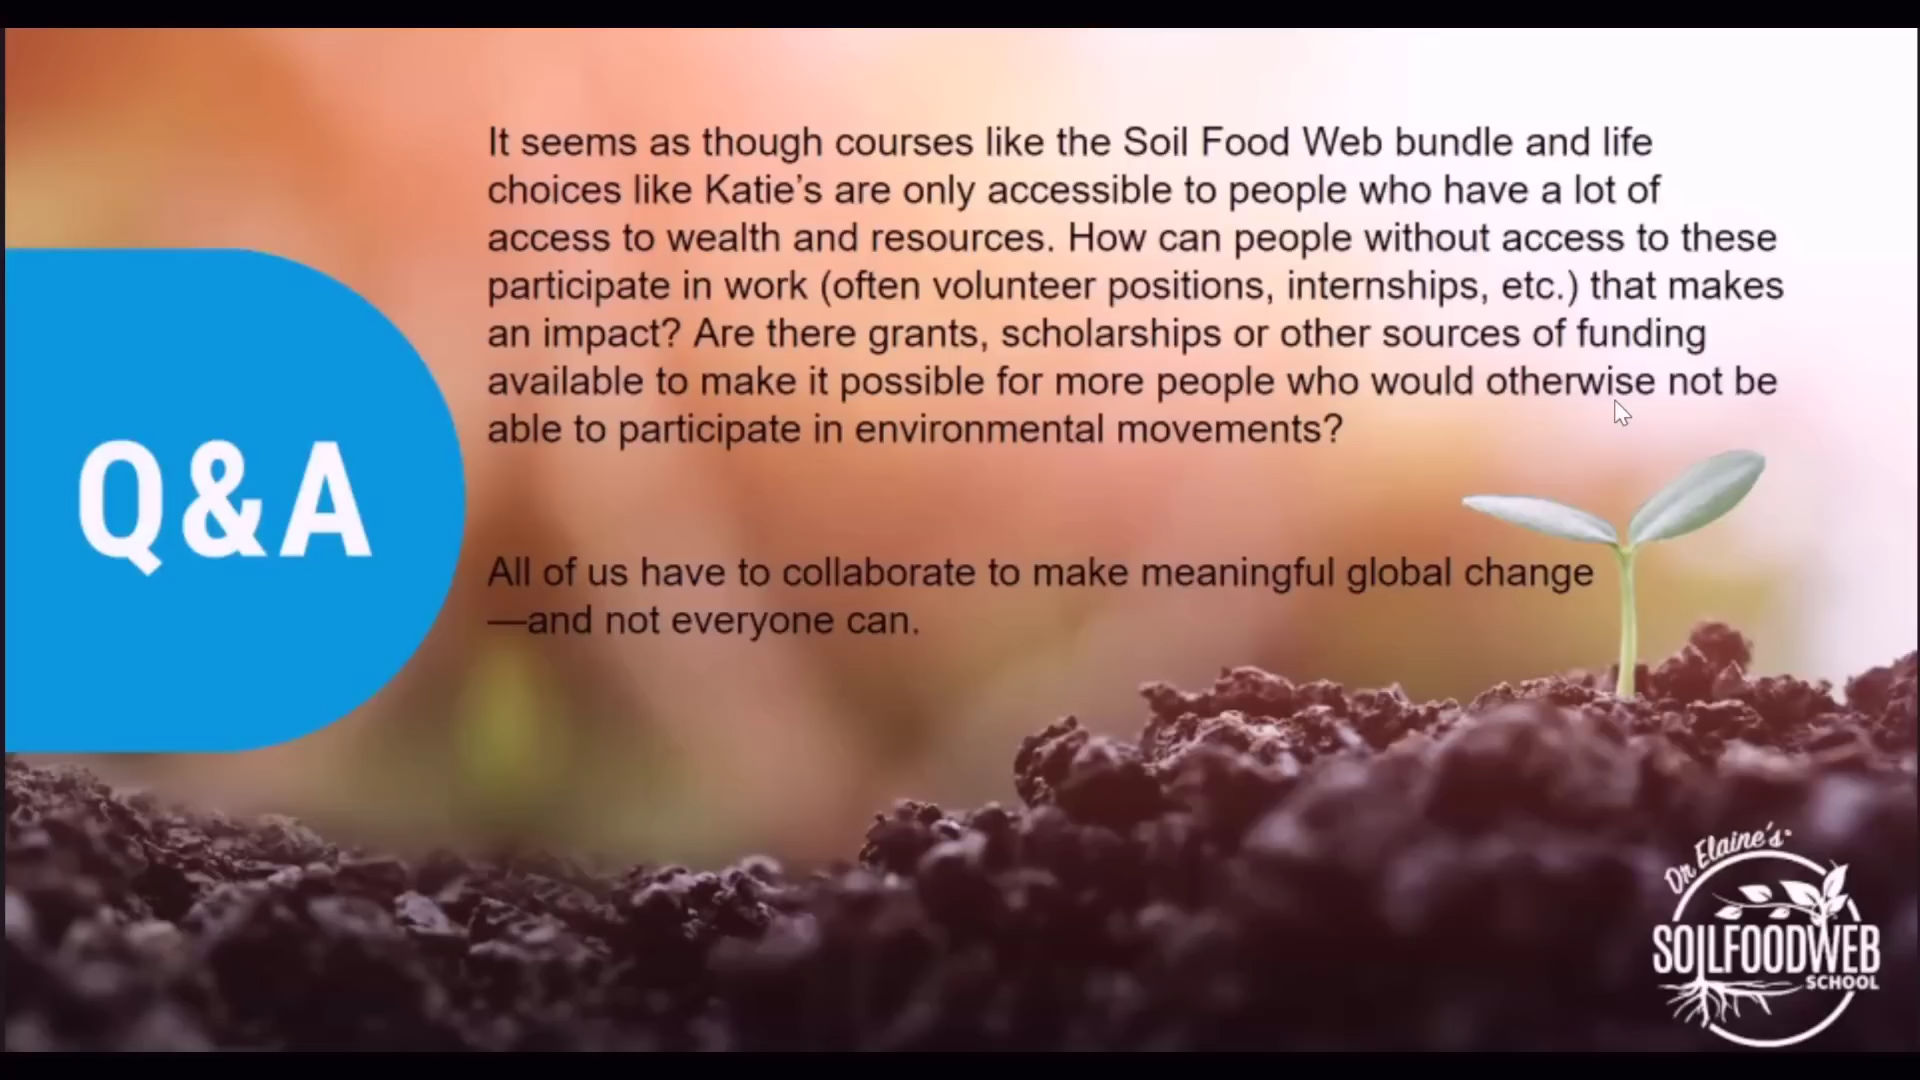 It seems as though courses like the Soil Food Web bundle and life
choices like Katie’s are only accessible to people who have a lot of
access to wealth and resources. How can people without access to these
participate in work (often volunteer positions, internships, etc.) that makes
an impact? Are there grants, scholarships or other sources of funding
available to make it possible for more people who would otherwise not be
able to participate in environmental movements?
Q&A
All of us have to collaborate to make meaningful global change
—and not everyone can.
Dr Elaine's
SOILFOODWEB
SCHOOL